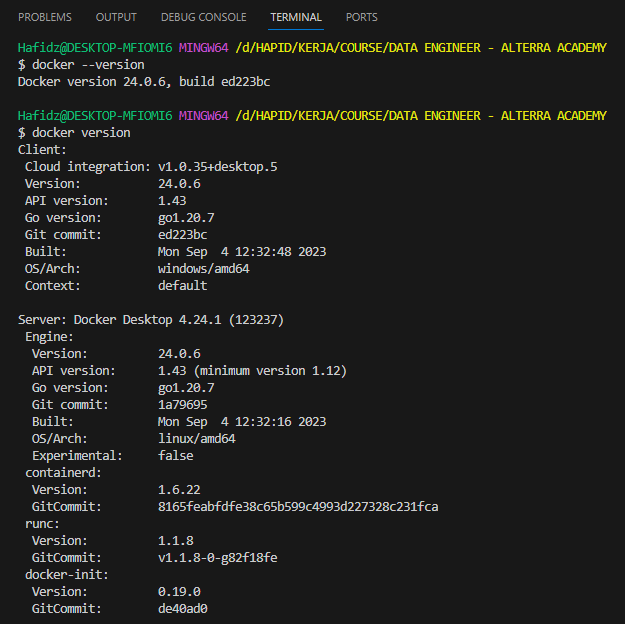 PROBLEMS OUTPUT DEBUG CONSOLE TERMINAL PORTS
Hafidz@DESKTOP-MFIOMI6 MINGW64 /d/HAPID/KERJA/COURSE/DATA ENGINEER - ALTERRA ACADEMY
$ docker --version
Docker version 24.0.6, build ed223bc
Hafidz@DESKTOP-MFIOMI6 MINGW64 /d/HAPID/KERJA/COURSE/DATA ENGINEER - ALTERRA ACADEMY
$ docker version
Client:
Cloud integration: v1.0.35+desktop.5
Version: 24.0.6
API version: 1.43
Go version: go1.20.7
Git commit: ed223bc
Built: Mon Sep  4 12:32:48 2023
OS/Arch: windows/amd64
Context: default
Server: Docker Desktop 4.24.1 (123237)
Engine:
Version: 24.0.6
API version: 1.43 (minimum version 1.12)
Go version: go1.20.7
Git commit: 1a79695
Built: Mon Sep  4 12:32:16 2023
OS/Arch: linux/amd64
Experimental: false
containerd:
Version: 1.6.22
GitCommit: 8165feabfdfe38c65b599c4993d227328c231fca
runc:
Version: 1.1.8
GitCommit: v1.1.8-0-g82f18fe
docker-init:
Version: 0.19.0
GitCommit: de40ad0